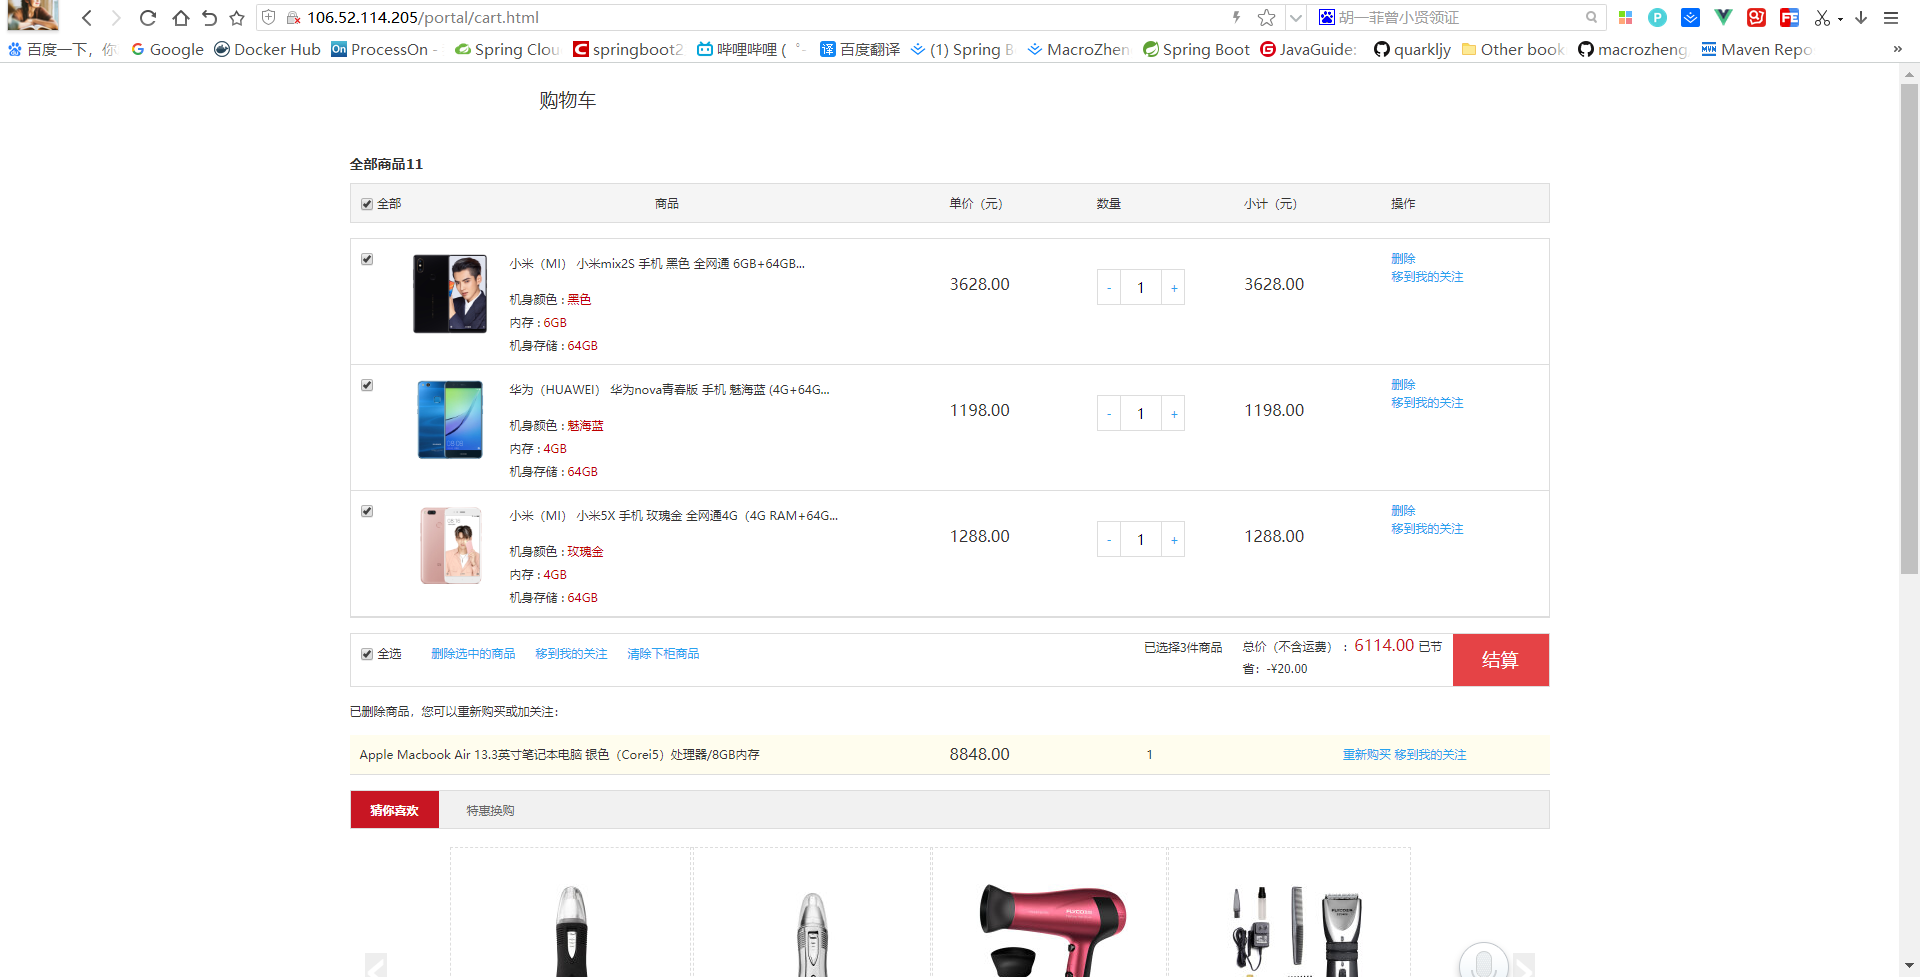 106.52.114.205/portal/cart.html
胡一菲曾小贤领证
百度一下，你 Google Docker Hub ProcessOn - Spring Clou springboot2 哔哩哔哩 ( ゜- 百度翻译 (1) Spring B MacroZhen Spring Boot JavaGuide: quarkljy Other book macrozheng Maven Repo »
购物车
全部商品11
全部 商品 单价（元） 数量 小计（元） 操作
小米（MI） 小米mix2S 手机 黑色 全网通 6GB+64GB...
机身颜色 : 黑色
内存 : 6GB
机身存储 : 64GB
3628.00 - 1 + 3628.00
删除
移到我的关注
华为（HUAWEI） 华为nova青春版 手机 魅海蓝 (4G+64G...
机身颜色 : 魅海蓝
内存 : 4GB
机身存储 : 64GB
1198.00 - 1 + 1198.00
删除
移到我的关注
小米（MI） 小米5X 手机 玫瑰金 全网通4G（4G RAM+64G...
机身颜色 : 玫瑰金
内存 : 4GB
机身存储 : 64GB
1288.00 - 1 + 1288.00
删除
移到我的关注
全选 删除选中的商品 移到我的关注 清除下柜商品 已选择3件商品 总价（不含运费） ：6114.00 已节
省：-¥20.00
结算
已删除商品，您可以重新购买或加关注：
Apple Macbook Air 13.3英寸笔记本电脑 银色（Corei5）处理器/8GB内存 8848.00 1 重新购买 移到我的关注
猜你喜欢 特惠换购